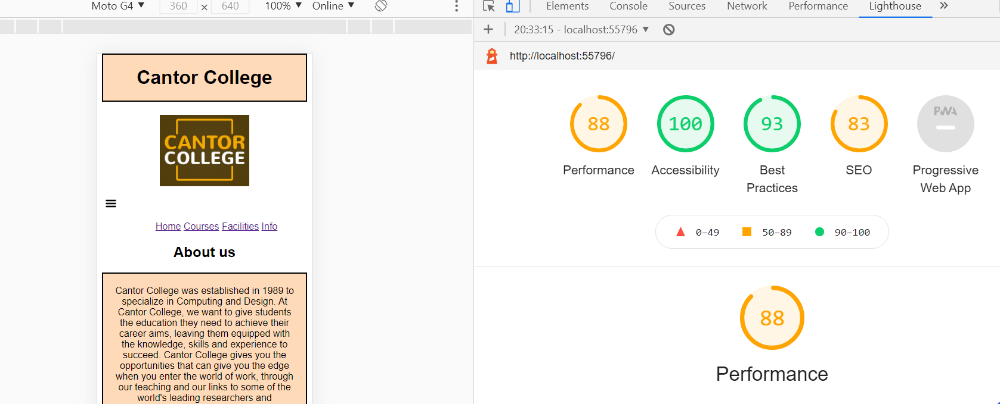 Moto G4 ▼ 360 × 640 100% ▼ Online ▼
Elements Console Sources Network Performance Lighthouse »
+ 20:33:15 - localhost:55796 ▼
http://localhost:55796/
Cantor College
CANTOR
COLLEGE
Home Courses Facilities Info
About us
Cantor College was established in 1989 to
specialize in Computing and Design. At
Cantor College, we want to give students
the education they need to achieve their
career aims, leaving them equipped with
the knowledge, skills and experience to
succeed. Cantor College gives you the
opportunities that can give you the edge
when you enter the world of work, through
our teaching and our links to some of the
world's leading researchers and
88
Performance
100
Accessibility
93
Best
Practices
83
SEO
PWA
Progressive
Web App
0–49 50–89 90–100
88
Performance